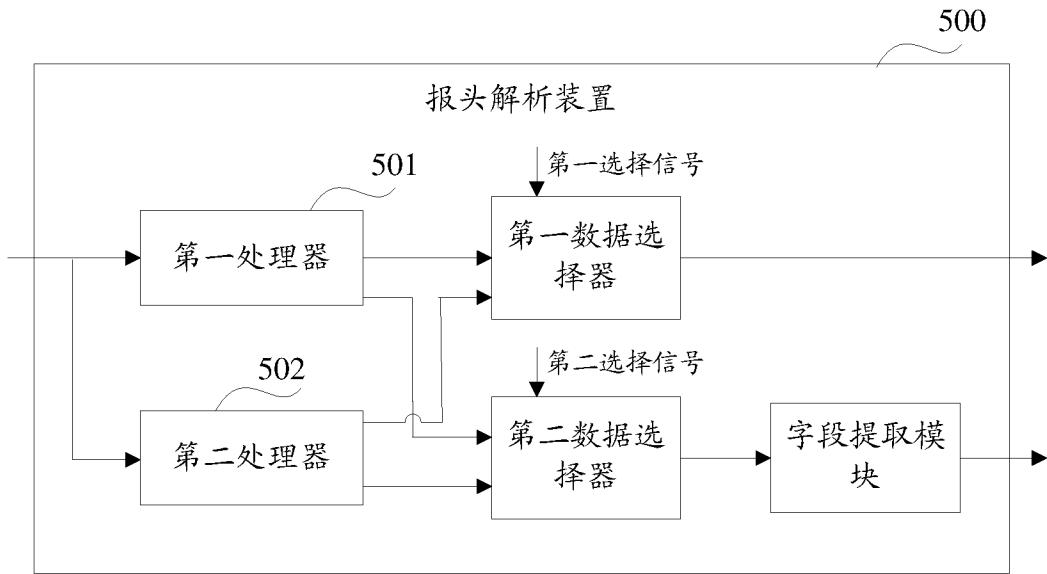 500
报头解析装置
501
第一选择信号
第一处理器
第一数据选
择器
502
第二选择信号
第二处理器
第二数据选
择器
字段提取模
块